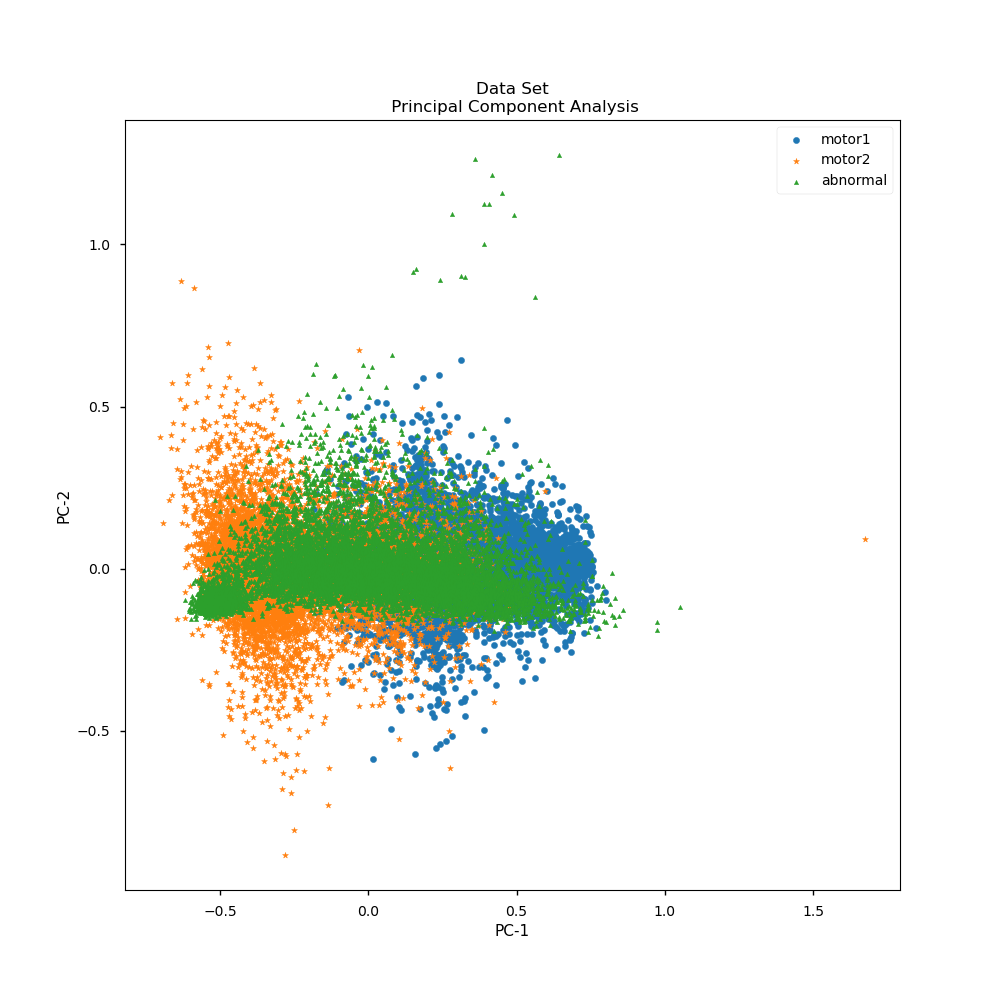 Data Set
Principal Component Analysis
motor1
motor2
abnormal
1.0
0.5
0.0
−0.5
PC-2
−0.5
0.0
0.5
1.0
1.5
PC-1